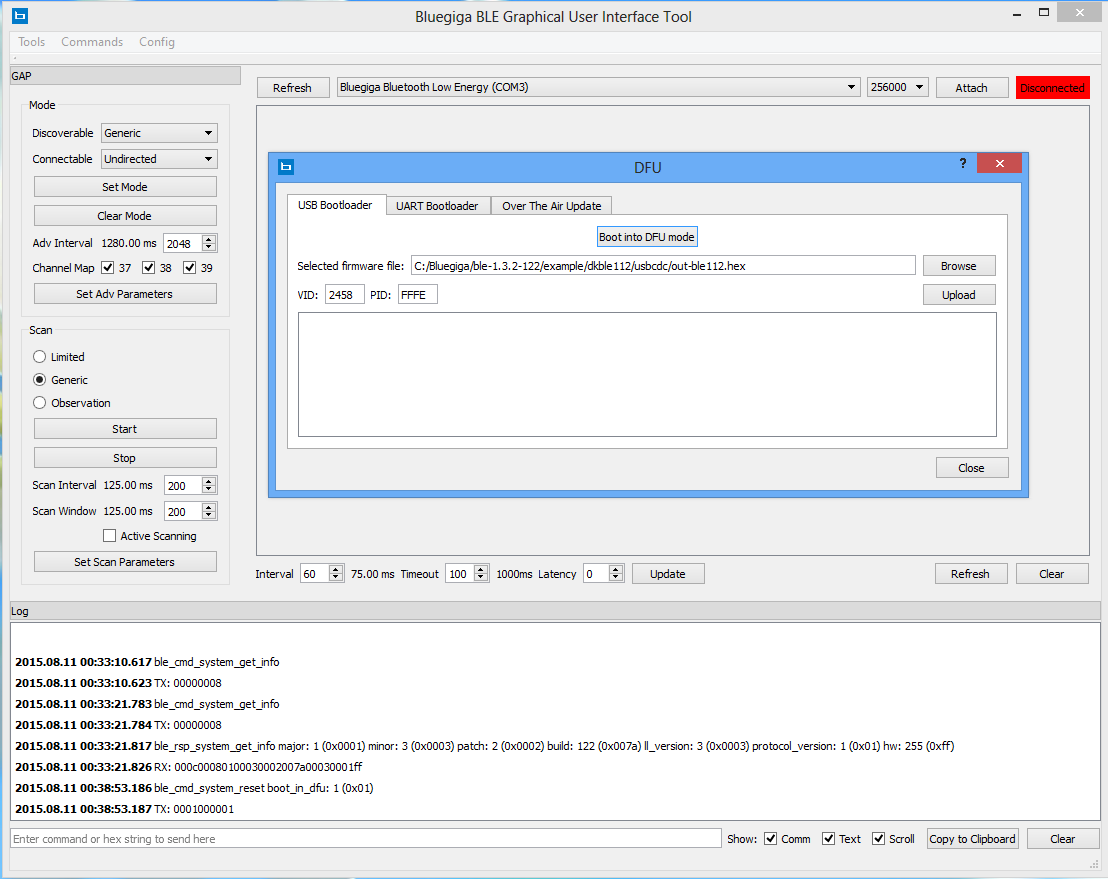 Bluegiga BLE Graphical User Interface Tool
Tools Commands Config
GAP
Mode
Discoverable Generic
Connectable Undirected
Set Mode
Clear Mode
Adv Interval 1280.00 ms 2048
Channel Map 37 38 39
Set Adv Parameters
Scan
Limited
Generic
Observation
Start
Stop
Scan Interval 125.00 ms 200
Scan Window 125.00 ms 200
Active Scanning
Set Scan Parameters
Refresh Bluegiga Bluetooth Low Energy (COM3) 256000 Attach Disconnected
DFU ?
USB Bootloader UART Bootloader Over The Air Update
Boot into DFU mode
Selected firmware file: C:/Bluegiga/ble-1.3.2-122/example/dkble112/usbcdc/out-ble112.hex Browse
VID: 2458 PID: FFFE Upload
Close
Interval 60 75.00 ms Timeout 100 1000ms Latency 0 Update Refresh Clear
Log
2015.08.11 00:33:10.617 ble_cmd_system_get_info
2015.08.11 00:33:10.623 TX: 00000008
2015.08.11 00:33:21.783 ble_cmd_system_get_info
2015.08.11 00:33:21.784 TX: 00000008
2015.08.11 00:33:21.817 ble_rsp_system_get_info major: 1 (0x0001) minor: 3 (0x0003) patch: 2 (0x0002) build: 122 (0x007a) ll_version: 3 (0x0003) protocol_version: 1 (0x01) hw: 255 (0xff)
2015.08.11 00:33:21.826 RX: 000c00080100030002007a00030001ff
2015.08.11 00:38:53.186 ble_cmd_system_reset boot_in_dfu: 1 (0x01)
2015.08.11 00:38:53.187 TX: 0001000001
Enter command or hex string to send here Show: Comm Text Scroll Copy to Clipboard Clear